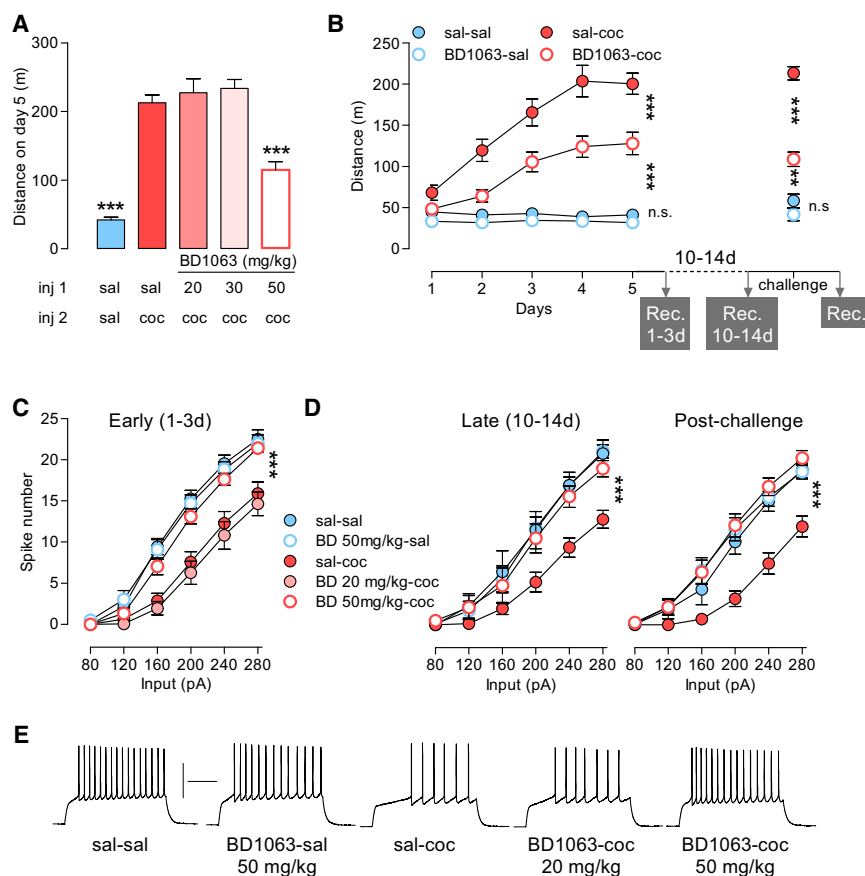 A
Distance on day 5 (m)
300
200
100
0
***
***
BD1063 (mg/kg)
inj 1 sal sal 20 30 50
inj 2 sal coc coc coc coc
B
sal-sal sal-coc
BD1063-sal BD1063-coc
Distance (m)
250
200
150
100
50
0
***
***
n.s.
***
**
n.s
10-14d
challenge
1 2 3 4 5
Days
Rec.
1-3d
Rec.
10-14d
Rec.
C
Early (1-3d)
Spike number
25
20
15
10
5
0
***
80 120 160 200 240 280
Input (pA)
sal-sal
BD 50mg/kg-sal
sal-coc
BD 20 mg/kg-coc
BD 50mg/kg-coc
D
Late (10-14d)
***
80 120 160 200 240 280
Input (pA)
Post-challenge
***
80 120 160 200 240 280
Input (pA)
E
sal-sal
BD1063-sal
50 mg/kg
sal-coc
BD1063-coc
20 mg/kg
BD1063-coc
50 mg/kg